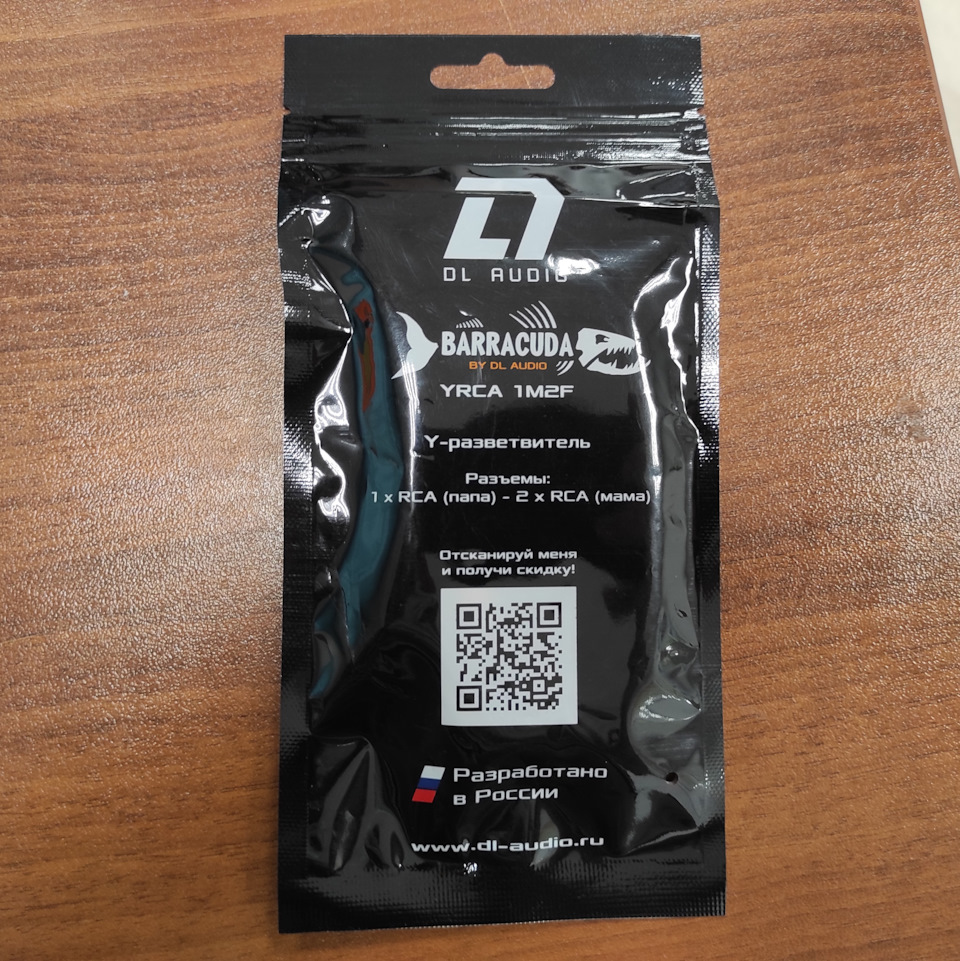 DL AUDIO
BARRACUDA
BY DL AUDIO
YRCA 1M2F
Y-разветвитель
Разъемы:
1 x RCA (папа) - 2 x RCA (мама)
Отсканируй меня
и получи скидку!
Разработано
в России
www.dl-audio.ru